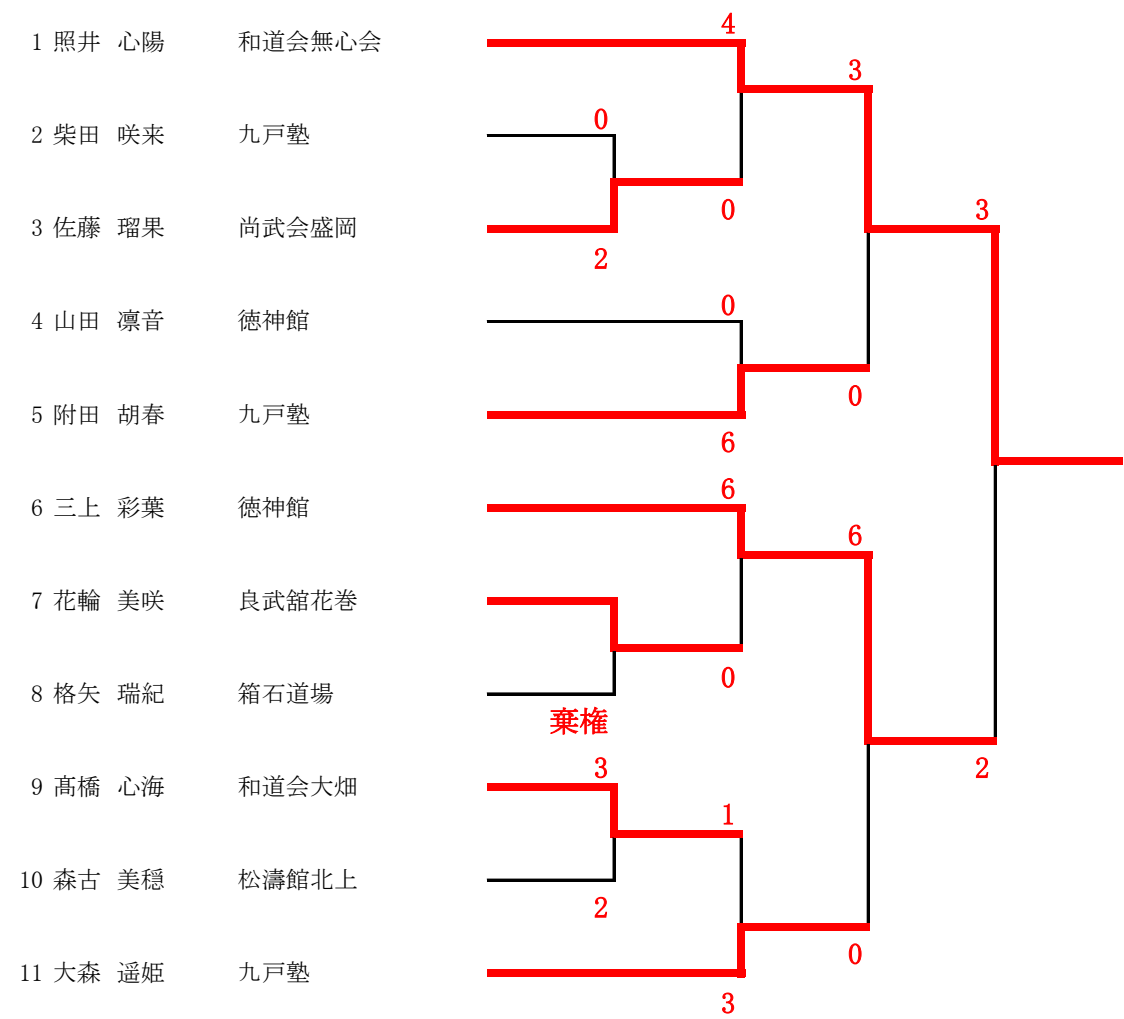 4
1 照井 心陽 和道会無心会
3
0
2 柴田 咲来 九戸塾
0
3
3 佐藤 瑠果 尚武会盛岡
2
0
4 山田 凛音 徳神館
0
5 附田 胡春 九戸塾
6
6
6 三上 彩葉 徳神館
6
7 花輪 美咲 良武舘花巻
0
8 格矢 瑞紀 箱石道場
棄権
3
2
9 髙橋 心海 和道会大畑
1
10 森古 美穏 松濤館北上
2
0
11 大森 遥姫 九戸塾
3